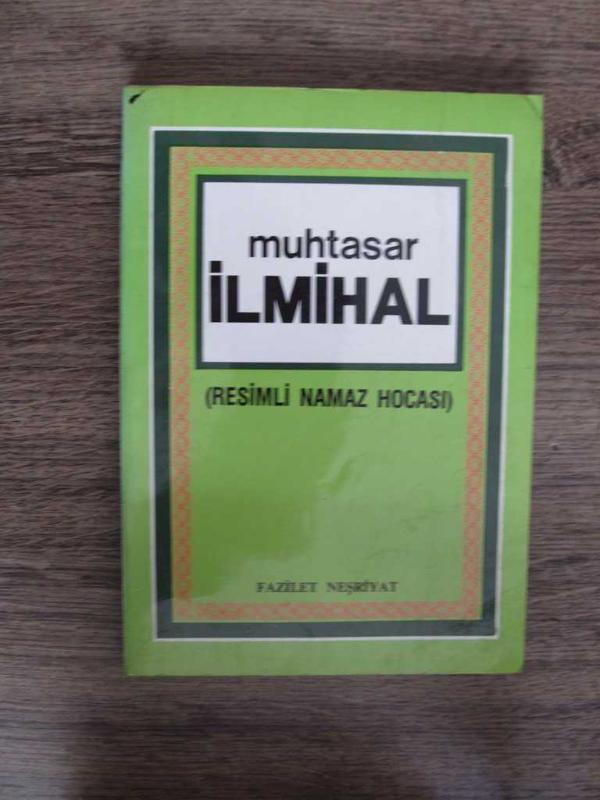 muhtasar
İLMİHAL
(RESİMLİ NAMAZ HOCASI)
FAZİLET NEŞRİYAT